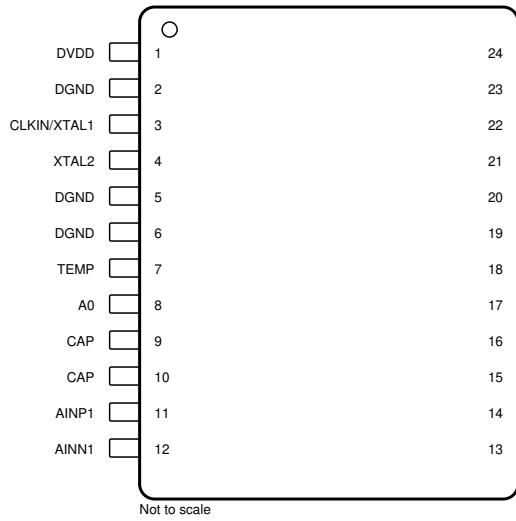 DVDD 1 24
DGND 2 23
CLKIN/XTAL1 3 22
XTAL2 4 21
DGND 5 20
DGND 6 19
TEMP 7 18
A0 8 17
CAP 9 16
CAP 10 15
AINP1 11 14
AINN1 12 13
Not to scale